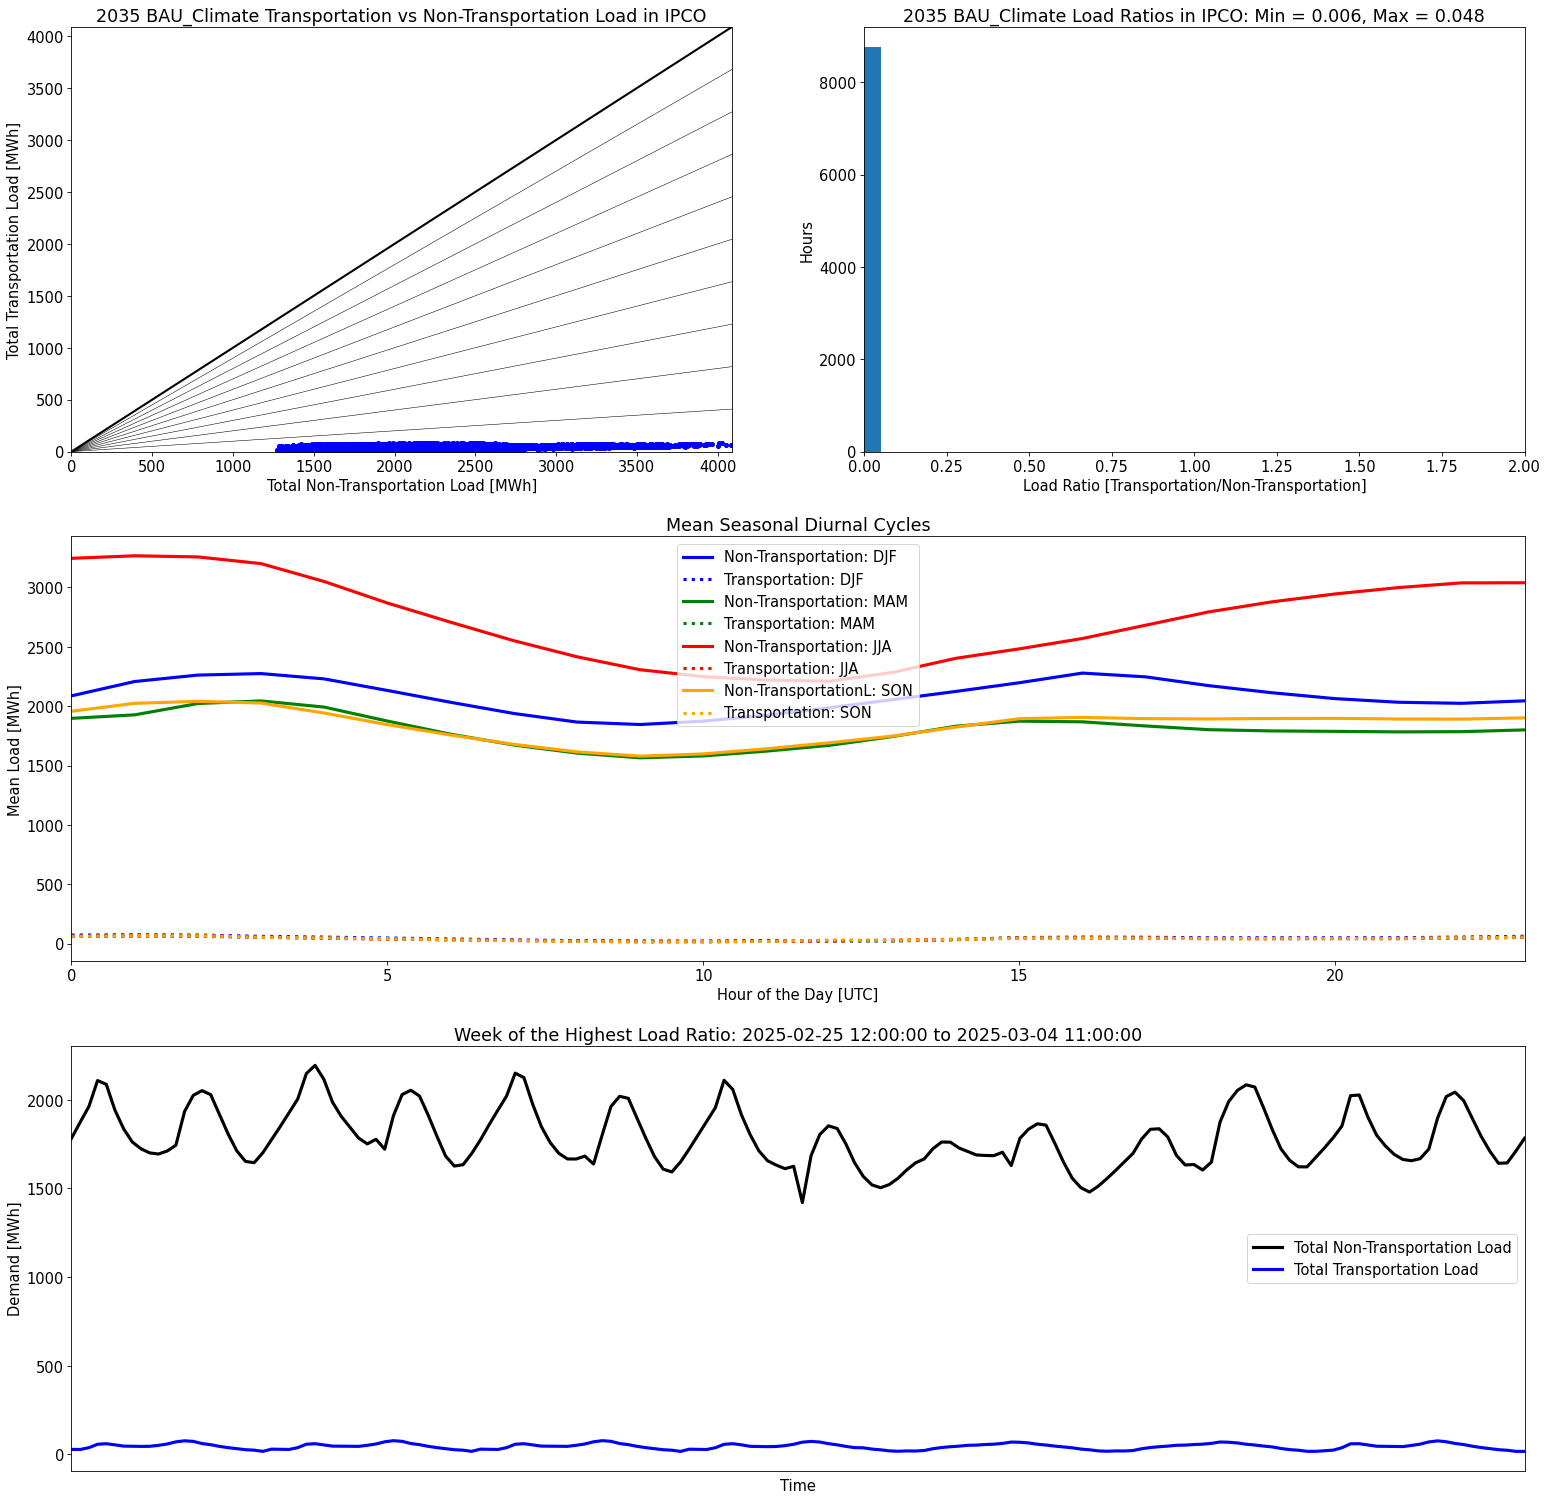 2035 BAU_Climate Transportation vs Non-Transportation Load in IPCO
4000
3500
3000
2500
2000
1500
1000
500
0
Total Transportation Load [MWh]
0 500 1000 1500 2000 2500 3000 3500 4000
Total Non-Transportation Load [MWh]
2035 BAU_Climate Load Ratios in IPCO: Min = 0.006, Max = 0.048
8000
6000
4000
2000
0
Hours
0.00 0.25 0.50 0.75 1.00 1.25 1.50 1.75 2.00
Load Ratio [Transportation/Non-Transportation]
Mean Seasonal Diurnal Cycles
3000
2500
2000
1500
1000
500
0
Mean Load [MWh]
Non-Transportation: DJF
Transportation: DJF
Non-Transportation: MAM
Transportation: MAM
Non-Transportation: JJA
Transportation: JJA
Non-TransportationL: SON
Transportation: SON
0 5 10 15 20
Hour of the Day [UTC]
Week of the Highest Load Ratio: 2025-02-25 12:00:00 to 2025-03-04 11:00:00
2000
1500
1000
500
0
Demand [MWh]
Total Non-Transportation Load
Total Transportation Load
Time